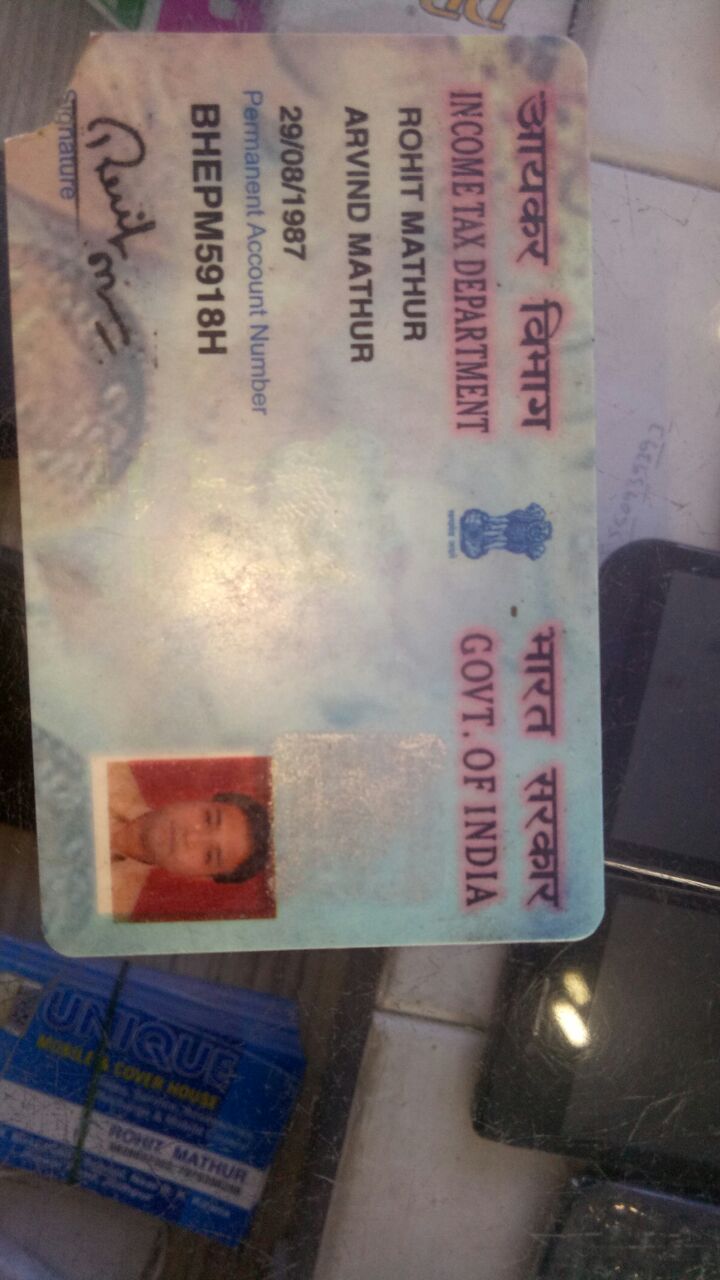 आयकर विभाग
INCOME TAX DEPARTMENT
भारत सरकार
GOVT. OF INDIA
ROHIT MATHUR
ARVIND MATHUR
29/08/1987
Permanent Account Number
BHEPM5918H
Signature
UNIQUE
MOBILE & COVER HOUSE
ROHIT MATHUR